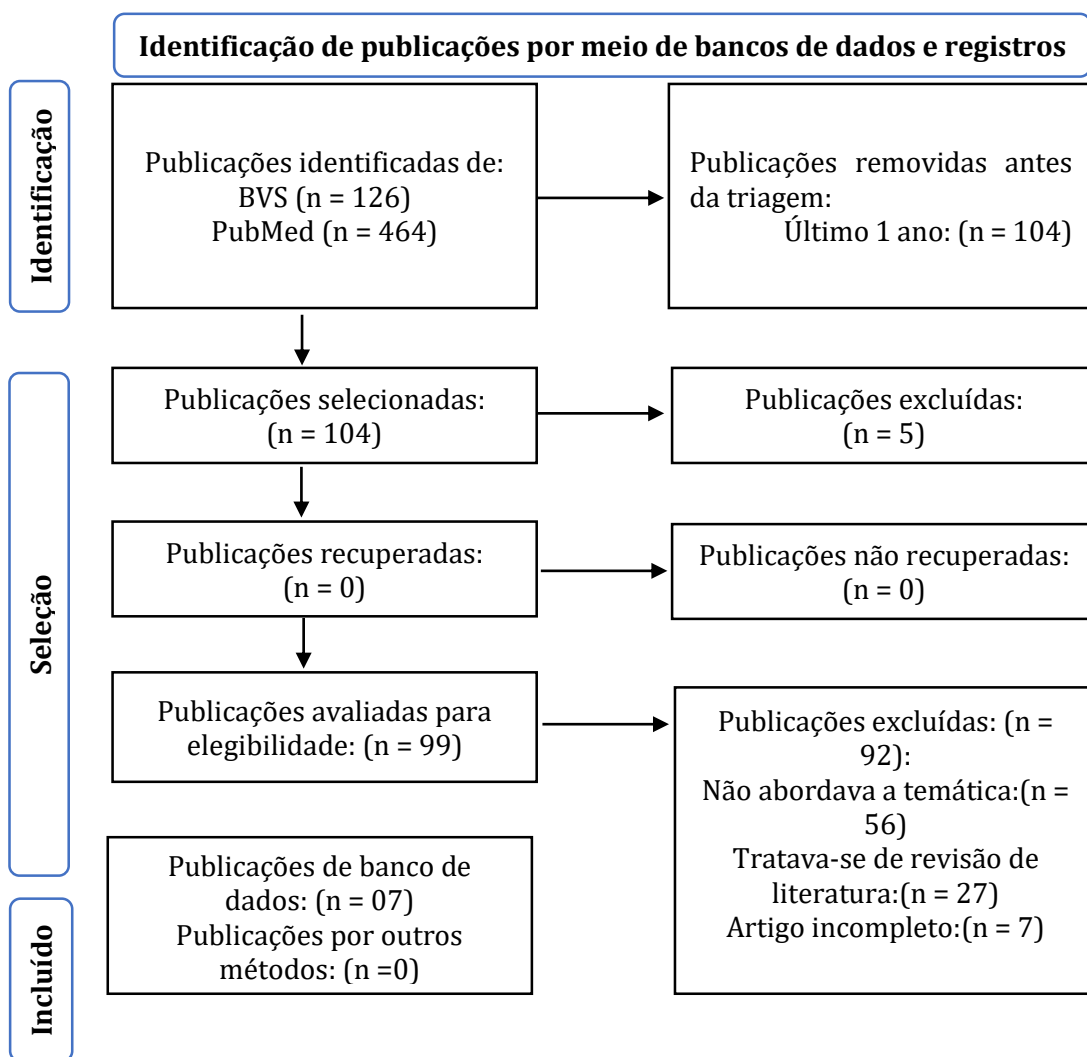 Identificação de publicações por meio de bancos de dados e registros
Identificação
Publicações identificadas de:
BVS (n = 126)
PubMed (n = 464)
Publicações removidas antes
da triagem:
Último 1 ano: (n = 104)
Seleção
Publicações selecionadas:
(n = 104)
Publicações excluídas:
(n = 5)
Publicações recuperadas:
(n = 0)
Publicações não recuperadas:
(n = 0)
Publicações avaliadas para
elegibilidade: (n = 99)
Publicações excluídas: (n =
92):
Não abordava a temática:(n =
56)
Tratava-se de revisão de
literatura:(n = 27)
Artigo incompleto:(n = 7)
Incluído
Publicações de banco de
dados: (n = 07)
Publicações por outros
métodos: (n =0)